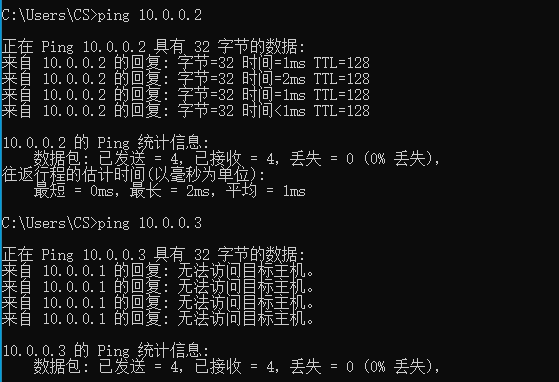 C:\Users\CS>ping 10.0.0.2
正在 Ping 10.0.0.2 具有 32 字节的数据:
来自 10.0.0.2 的回复: 字节=32 时间=1ms TTL=128
来自 10.0.0.2 的回复: 字节=32 时间=2ms TTL=128
来自 10.0.0.2 的回复: 字节=32 时间=1ms TTL=128
来自 10.0.0.2 的回复: 字节=32 时间<1ms TTL=128
10.0.0.2 的 Ping 统计信息:
数据包: 已发送 = 4, 已接收 = 4, 丢失 = 0 (0% 丢失),
往返行程的估计时间(以毫秒为单位):
最短 = 0ms, 最长 = 2ms, 平均 = 1ms
C:\Users\CS>ping 10.0.0.3
正在 Ping 10.0.0.3 具有 32 字节的数据:
来自 10.0.0.1 的回复: 无法访问目标主机。
来自 10.0.0.1 的回复: 无法访问目标主机。
来自 10.0.0.1 的回复: 无法访问目标主机。
来自 10.0.0.1 的回复: 无法访问目标主机。
10.0.0.3 的 Ping 统计信息:
数据包: 已发送 = 4, 已接收 = 4, 丢失 = 0 (0% 丢失),